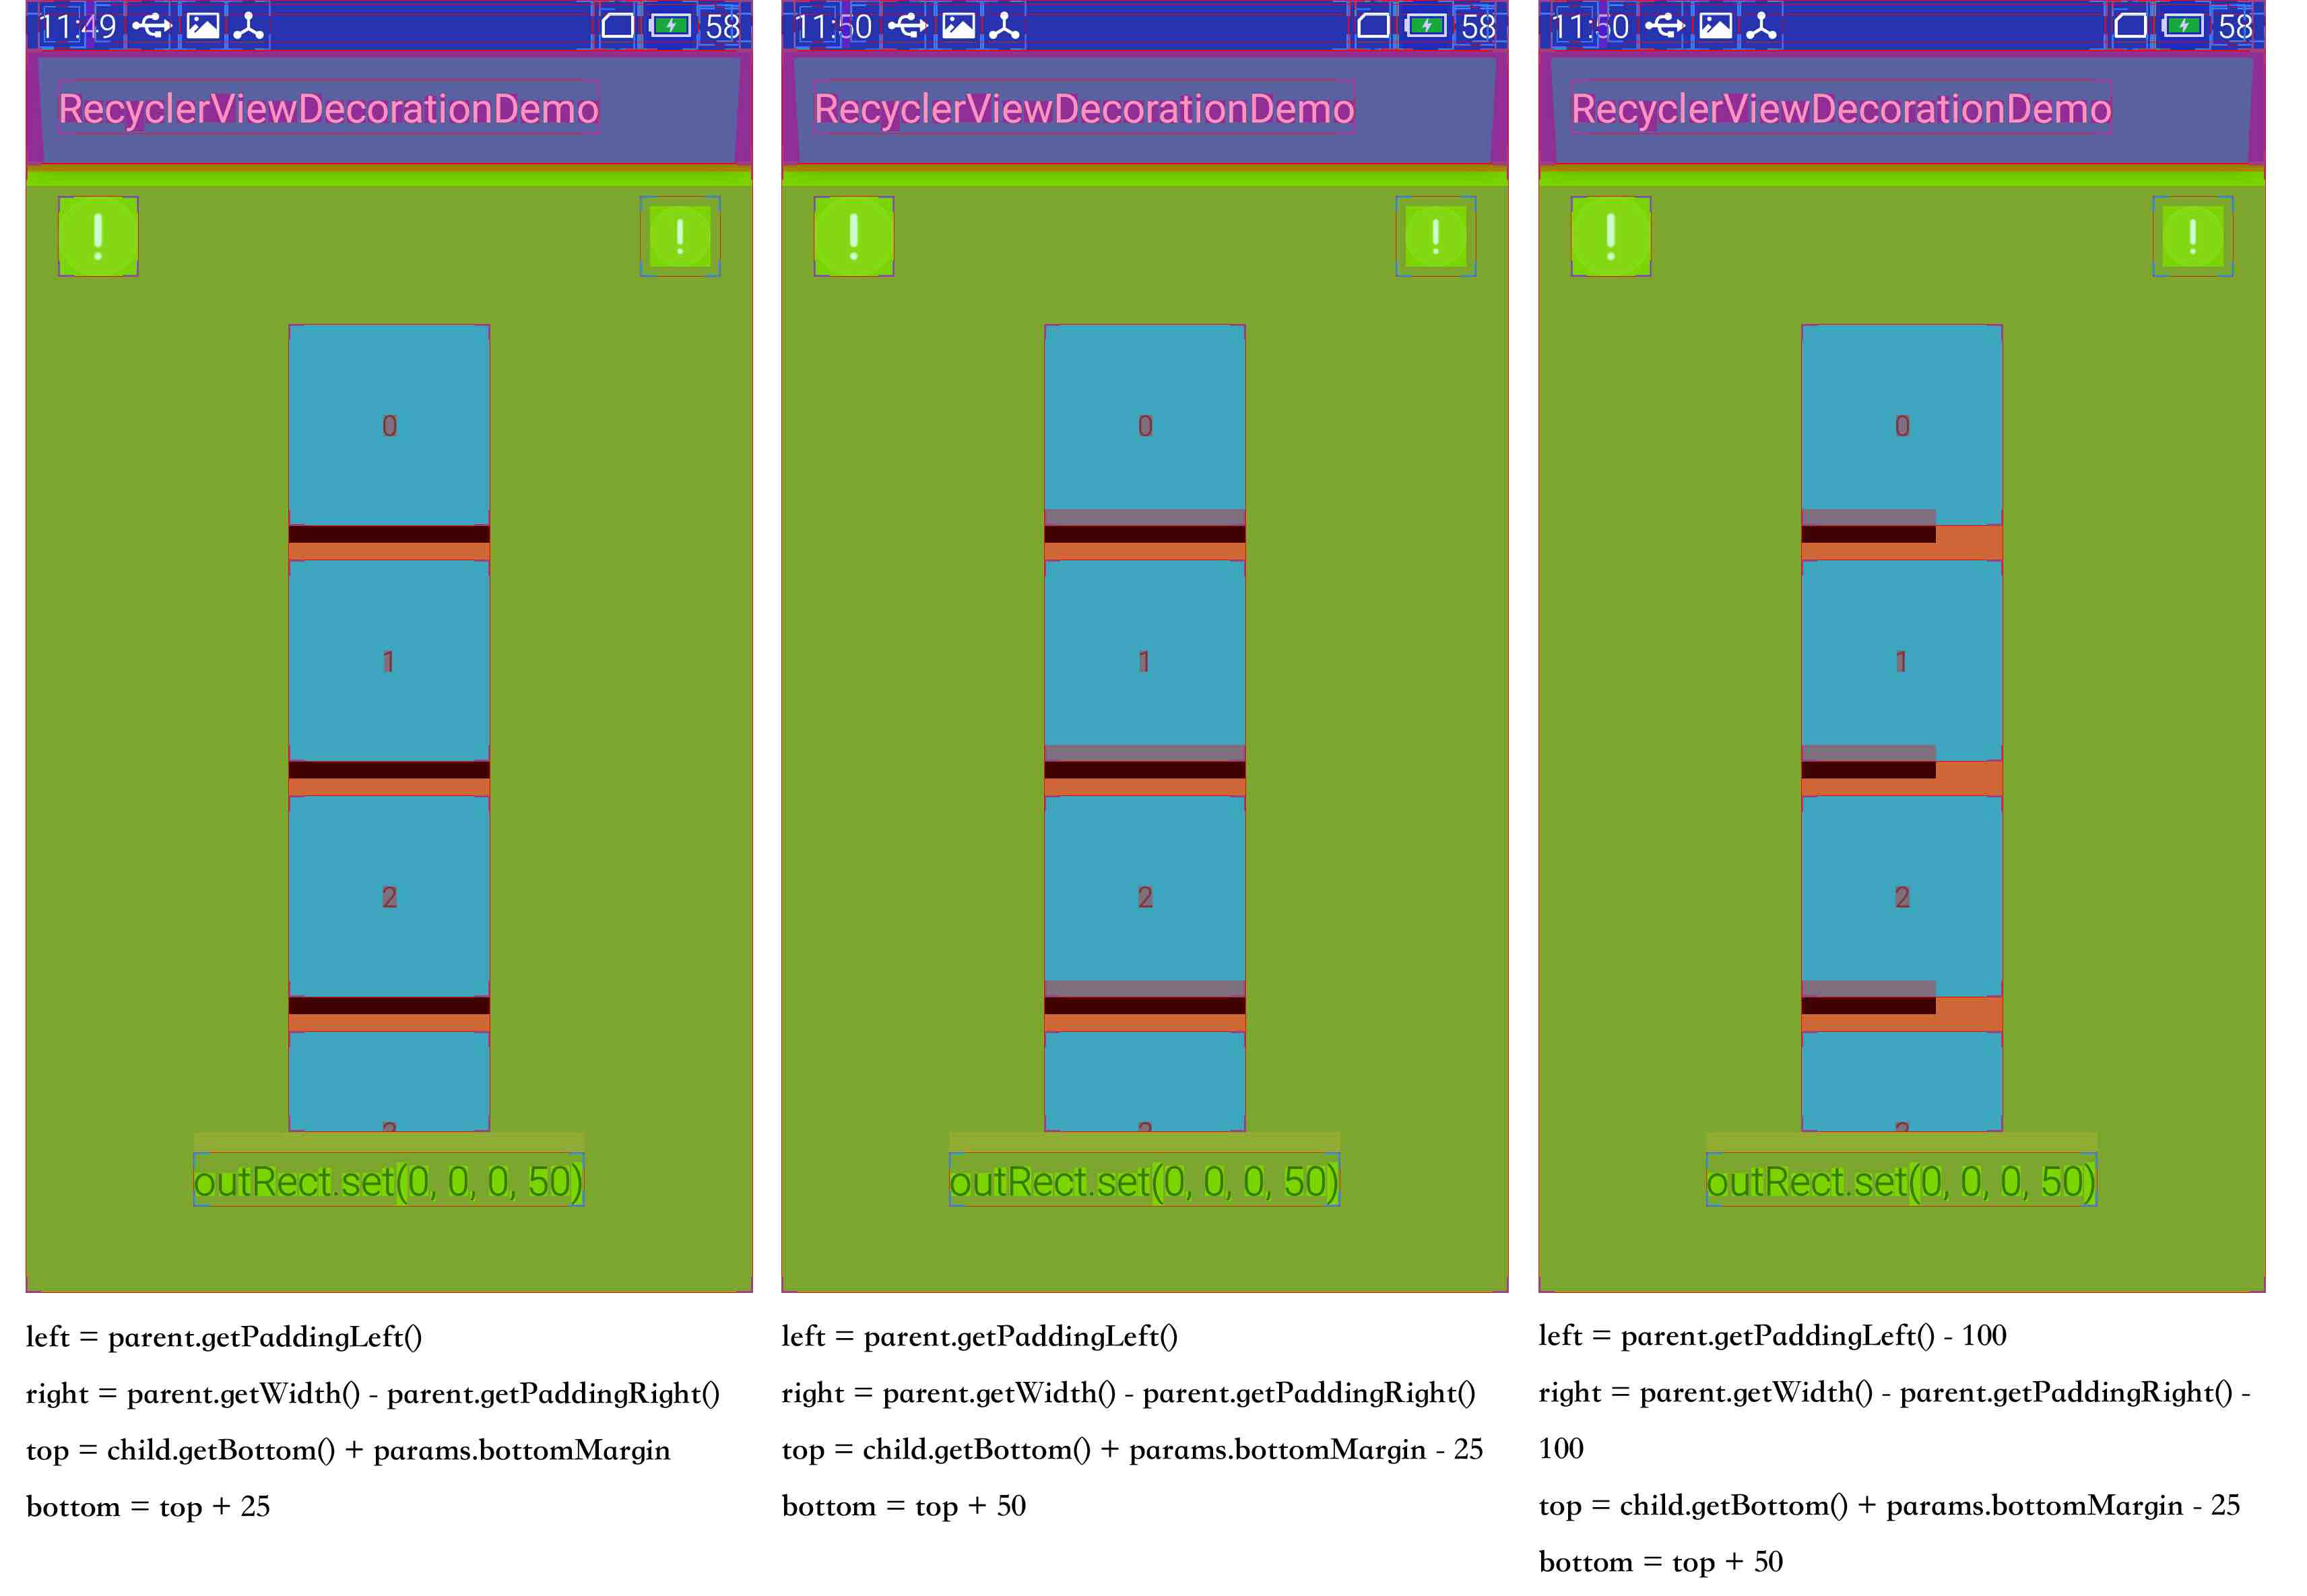 11:49
58
RecyclerViewDecorationDemo
!
!
0
1
2
outRect.set(0, 0, 0, 50)
left = parent.getPaddingLeft()
right = parent.getWidth() - parent.getPaddingRight()
top = child.getBottom() + params.bottomMargin
bottom = top + 25
11:50
58
RecyclerViewDecorationDemo
!
!
0
1
2
outRect.set(0, 0, 0, 50)
left = parent.getPaddingLeft()
right = parent.getWidth() - parent.getPaddingRight()
top = child.getBottom() + params.bottomMargin - 25
bottom = top + 50
11:50
58
RecyclerViewDecorationDemo
!
!
0
1
2
outRect.set(0, 0, 0, 50)
left = parent.getPaddingLeft() - 100
right = parent.getWidth() - parent.getPaddingRight() -
100
top = child.getBottom() + params.bottomMargin - 25
bottom = top + 50